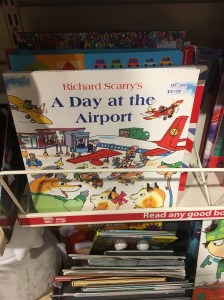 Richard Scarry's
A Day at the
Airport
Read any good bo